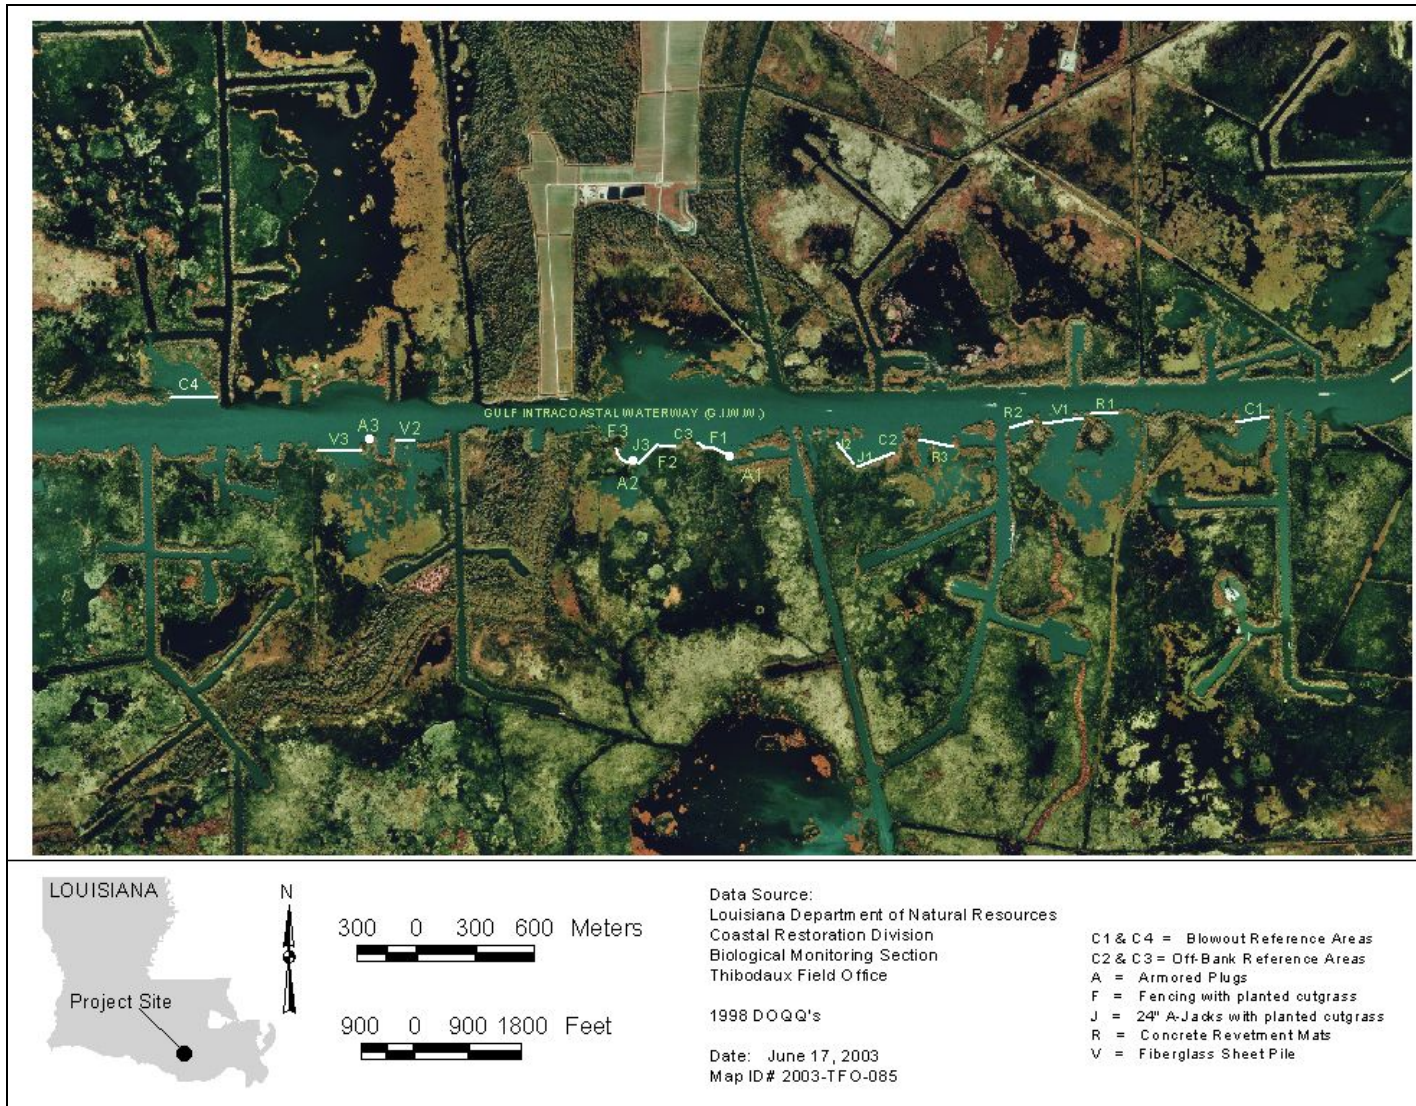 C4
GULF INTRACOASTAL WATERWAY (G.I.W.W.)
V3
A3
V2
F3
J3
C3
F1
F2
A2
A1
J2
C2
J1
R3
R2
V1
R1
C1
LOUISIANA
Project Site
N
300 0 300 600 Meters
900 0 900 1800 Feet
Data Source:
Louisiana Department of Natural Resources
Coastal Restoration Division
Biological Monitoring Section
Thibodaux Field Office
1998 DOQQ's
Date: June 17, 2003
Map ID# 2003-TFO-085
C1 & C4 = Blowout Reference Areas
C2 & C3 = Off-Bank Reference Areas
A = Armored Plugs
F = Fencing with planted cutgrass
J = 24" A-Jacks with planted cutgrass
R = Concrete Revetment Mats
V = Fiberglass Sheet Pile